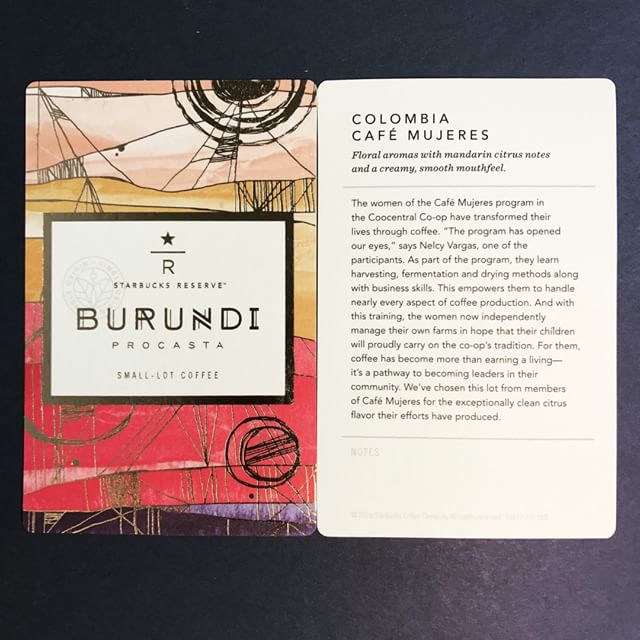 R
STARBUCKS RESERVE™
BURUNDI
PROCASTA
SMALL-LOT COFFEE
COLOMBIA
CAFÉ MUJERES
Floral aromas with mandarin citrus notes
and a creamy, smooth mouthfeel.
The women of the Café Mujeres program in
the Coocentral Co-op have transformed their
lives through coffee. “The program has opened
our eyes,” says Nelcy Vargas, one of the
participants. As part of the program, they learn
harvesting, fermentation and drying methods along
with business skills. This empowers them to handle
nearly every aspect of coffee production. And with
this training, the women now independently
manage their own farms in hope that their children
will proudly carry on the co-op’s tradition. For them,
coffee has become more than earning a living—
it’s a pathway to becoming leaders in their
community. We’ve chosen this lot from members
of Café Mujeres for the exceptionally clean citrus
flavor their efforts have produced.
NOTES
Starbucks Coffee Company. All rights reserved.